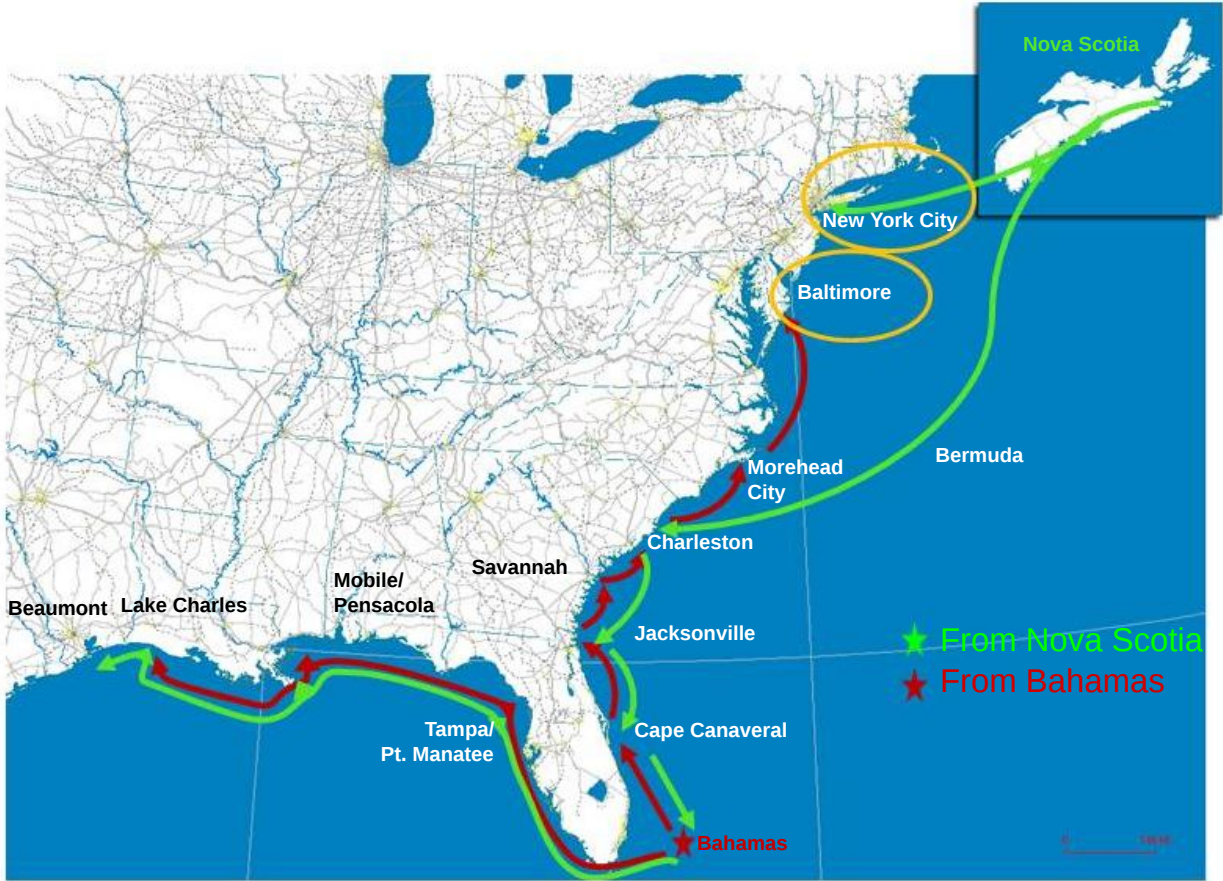 Nova Scotia
New York City
Baltimore
Bermuda
Morehead
City
Charleston
Savannah
Mobile/
Pensacola
Beaumont
Lake Charles
Jacksonville
From Nova Scotia
From Bahamas
Tampa/
Pt. Manatee
Cape Canaveral
Bahamas
0